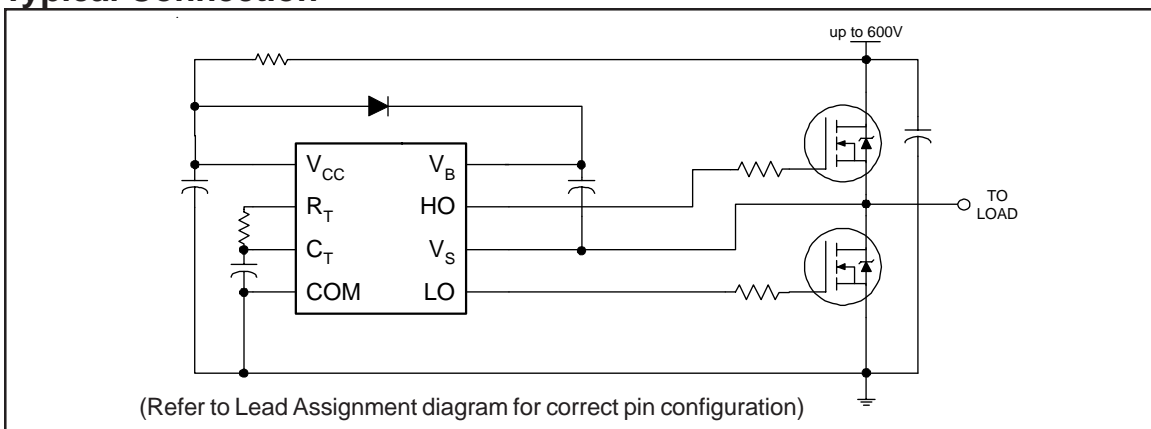 Typical Connection
up to 600V
VCC
VB
RT
HO
CT
VS
COM
LO
TO
LOAD
(Refer to Lead Assignment diagram for correct pin configuration)